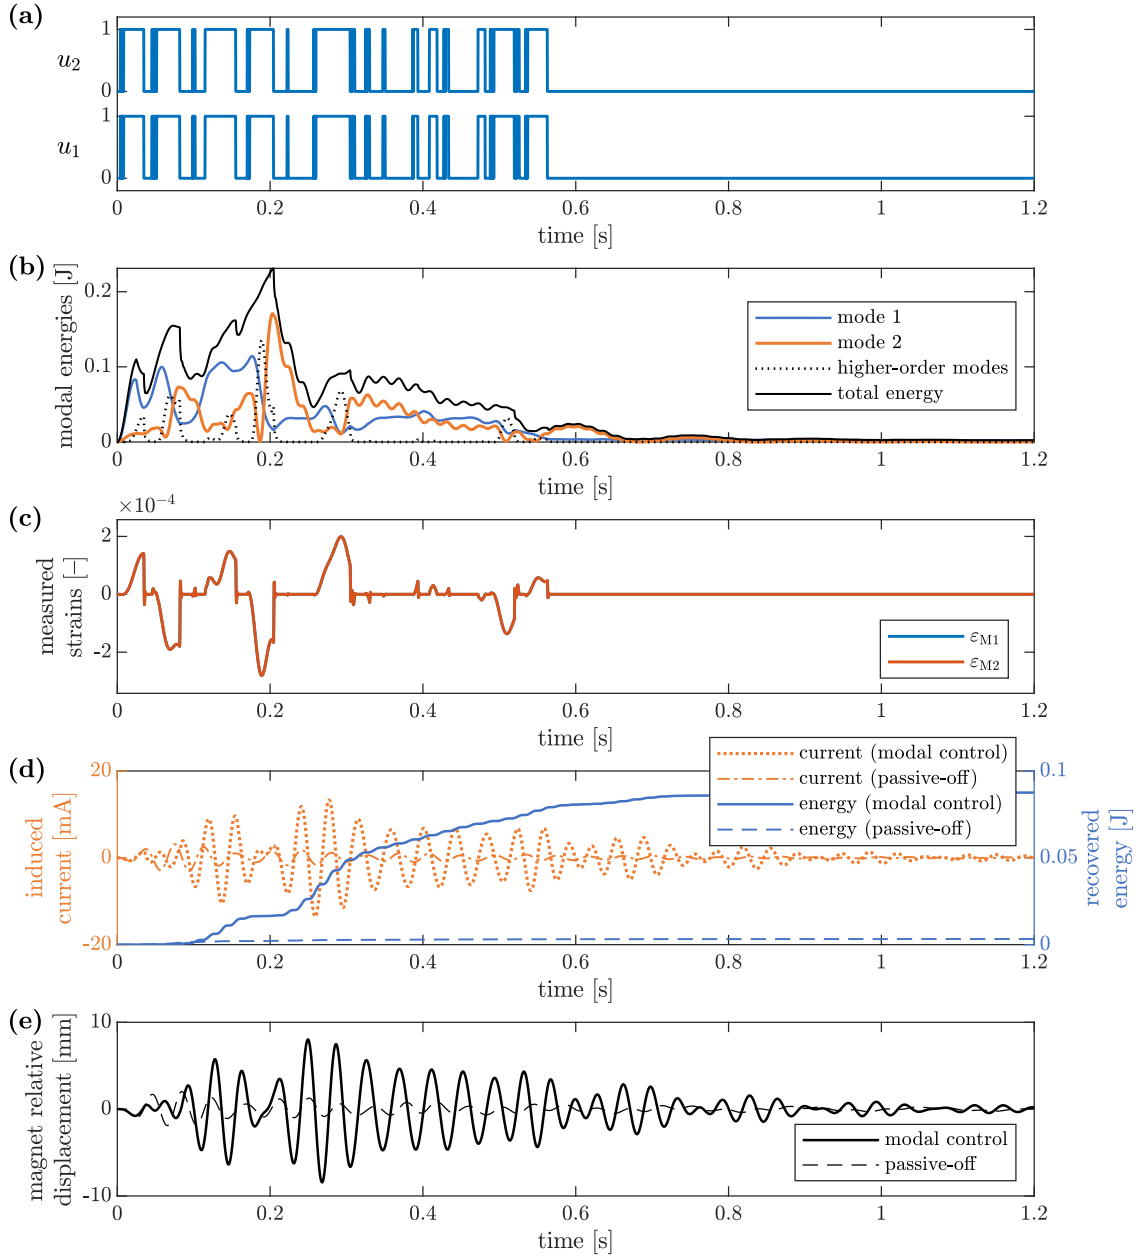 (a)
1
u2
0
1
u1
0
0 0.2 0.4 0.6 0.8 1 1.2
time [s]
(b)
modal energies [J]
0.2
0.1
0
mode 1
mode 2
higher-order modes
total energy
0 0.2 0.4 0.6 0.8 1 1.2
time [s]
(c)
×10⁻⁴
measured
strains [−]
2
0
-2
εM1
εM2
0 0.2 0.4 0.6 0.8 1 1.2
time [s]
(d)
induced
current [mA]
20
0
-20
current (modal control)
current (passive-off)
energy (modal control)
energy (passive-off)
0.1
0.05
0
recovered
energy [J]
0 0.2 0.4 0.6 0.8 1 1.2
time [s]
(e)
magnet relative
displacement [mm]
10
0
-10
modal control
passive-off
0 0.2 0.4 0.6 0.8 1 1.2
time [s]